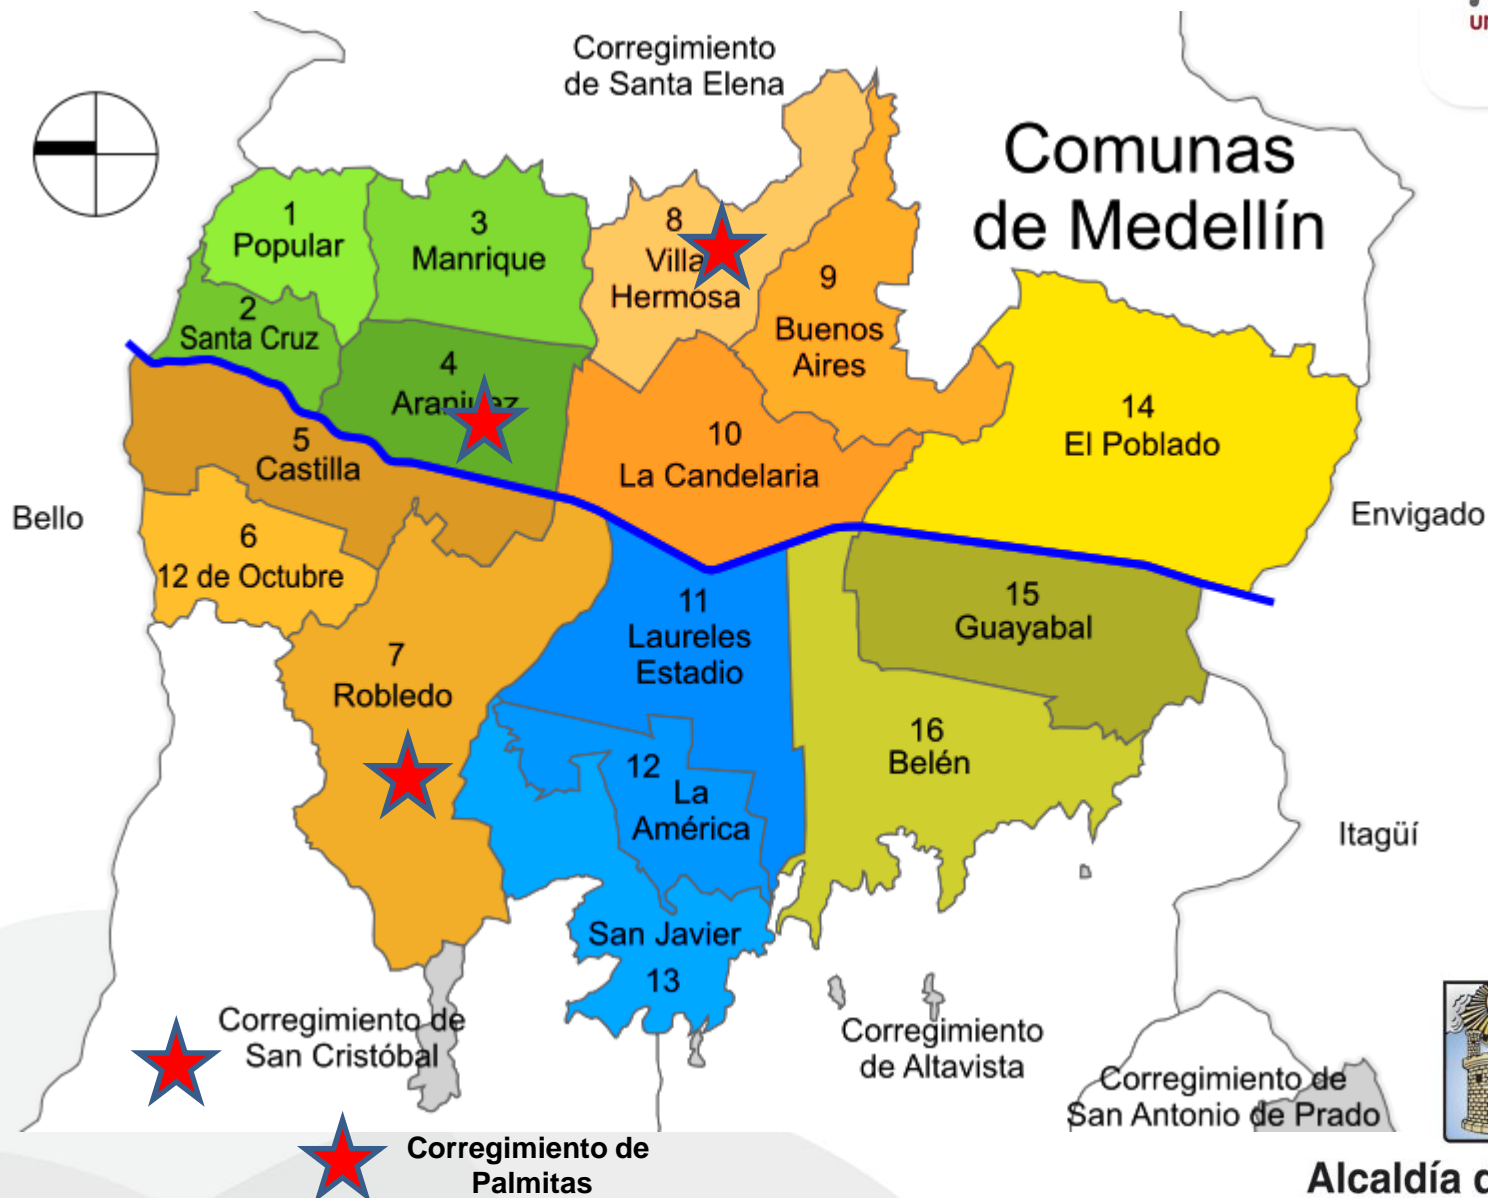 Corregimiento
de Santa Elena
Comunas
de Medellín
1
Popular
3
Manrique
8
Villa
Hermosa
9
Buenos
Aires
2
Santa Cruz
4
Aranjuez
14
El Poblado
10
La Candelaria
5
Castilla
Bello
Envigado
6
12 de Octubre
11
Laureles
Estadio
15
Guayabal
7
Robledo
16
Belén
12
La
América
Itagüí
San Javier
13
Corregimiento de
San Cristóbal
Corregimiento
de Altavista
Corregimiento de
San Antonio de Prado
Corregimiento de
Palmitas
Alcaldía